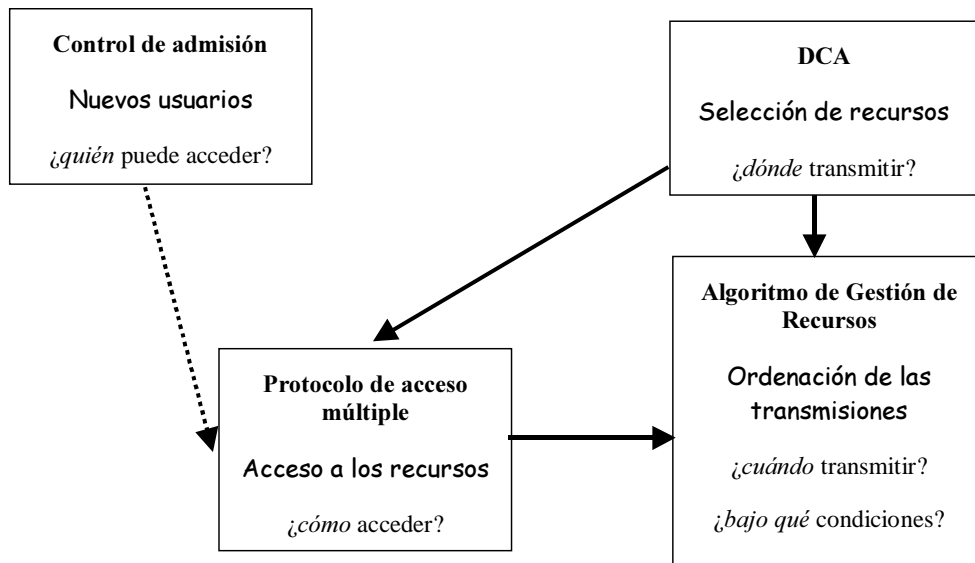 Control de admisión
Nuevos usuarios
¿quién puede acceder?
DCA
Selección de recursos
¿dónde transmitir?
Protocolo de acceso
múltiple
Acceso a los recursos
¿cómo acceder?
Algoritmo de Gestión de
Recursos
Ordenación de las
transmisiones
¿cuándo transmitir?
¿bajo qué condiciones?